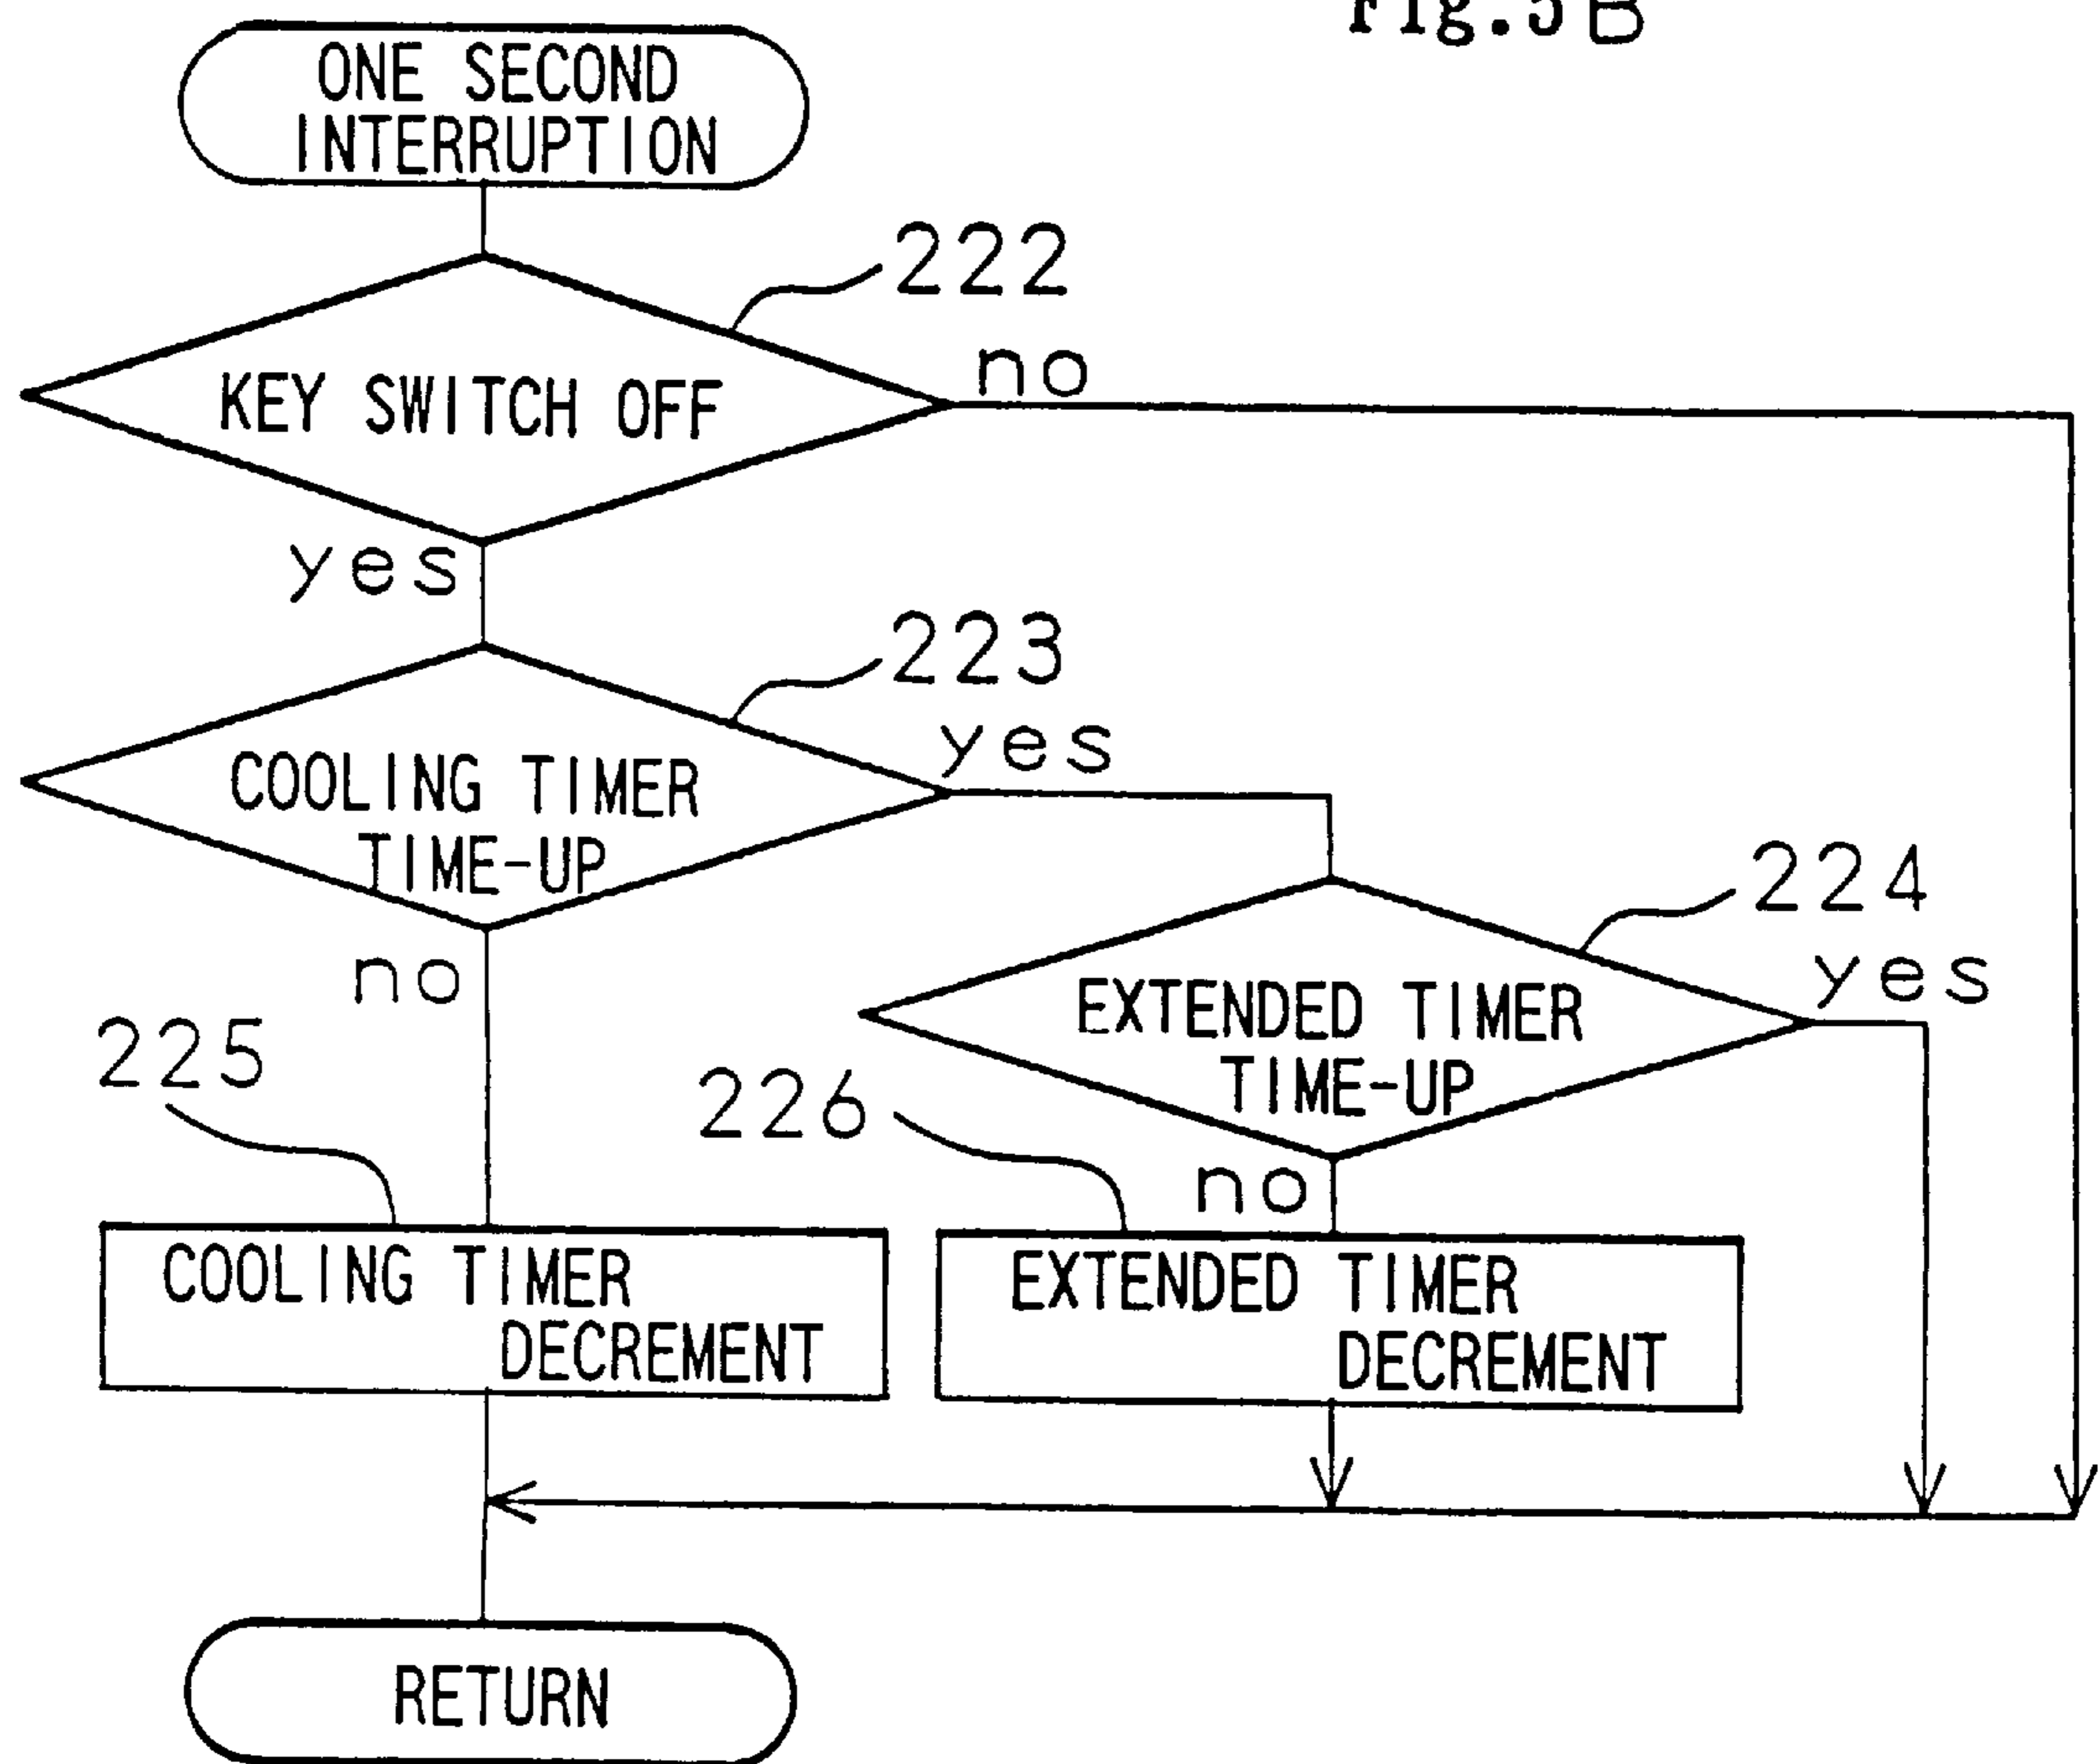 Fig.5B
ONE SECOND
INTERRUPTION
222
KEY SWITCH OFF
no
yes
223
COOLING TIMER
TIME-UP
yes
no
224
EXTENDED TIMER
TIME-UP
yes
no
225
COOLING TIMER
DECREMENT
226
EXTENDED TIMER
DECREMENT
RETURN